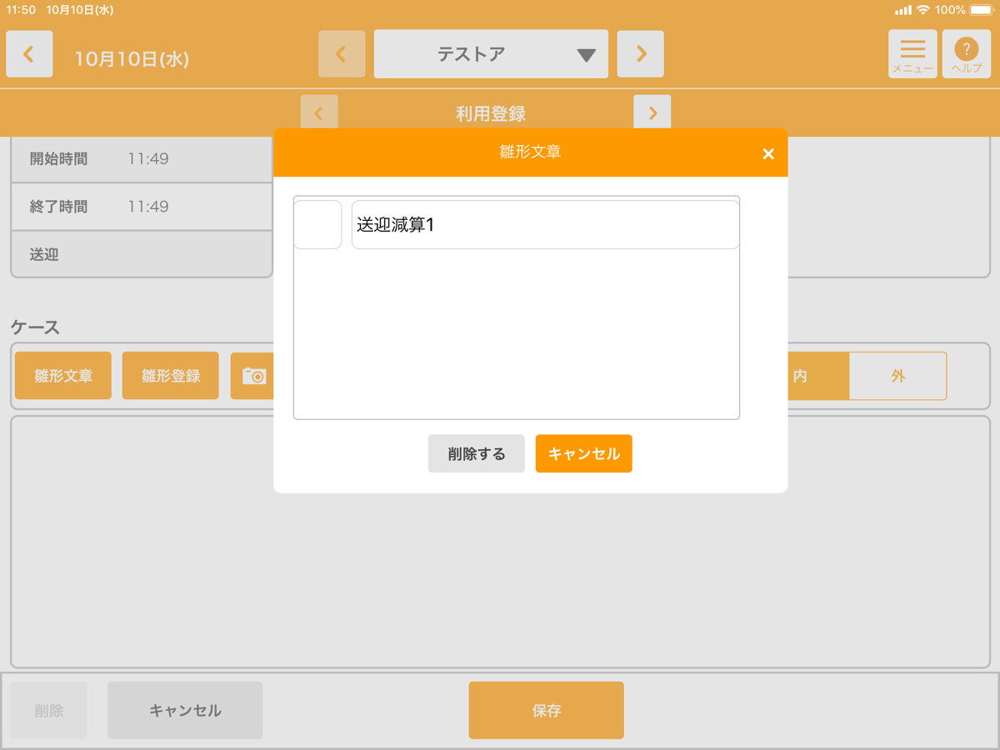 11:50 10月10日(水)
100%
10月10日(水)
テストア
メニュー
?
ヘルプ
利用登録
開始時間 11:49
終了時間 11:49
送迎
雛形文章
×
送迎減算1
削除する
キャンセル
ケース
雛形文章
雛形登録
内
外
削除
キャンセル
保存